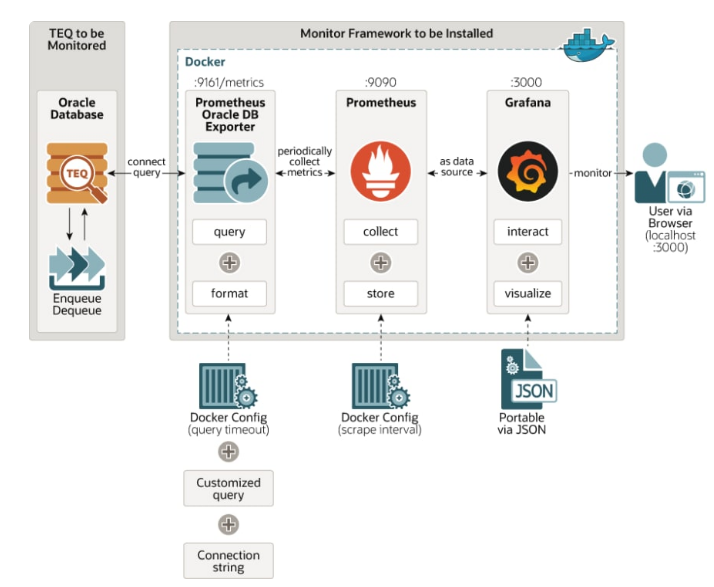 TEQ to be
Monitored
Monitor Framework to be Installed
Docker
:9161/metrics
:9090
:3000
Oracle
Database
Prometheus
Oracle DB
Exporter
Prometheus
Grafana
TEQ
connect
query
periodically
collect
metrics
as data
source
monitor
User via
Browser
(localhost
:3000)
query
collect
interact
format
store
visualize
Enqueue
Dequeue
JSON
Docker Config
(query timeout)
Docker Config
(scrape interval)
Portable
via JSON
Customized
query
Connection
string